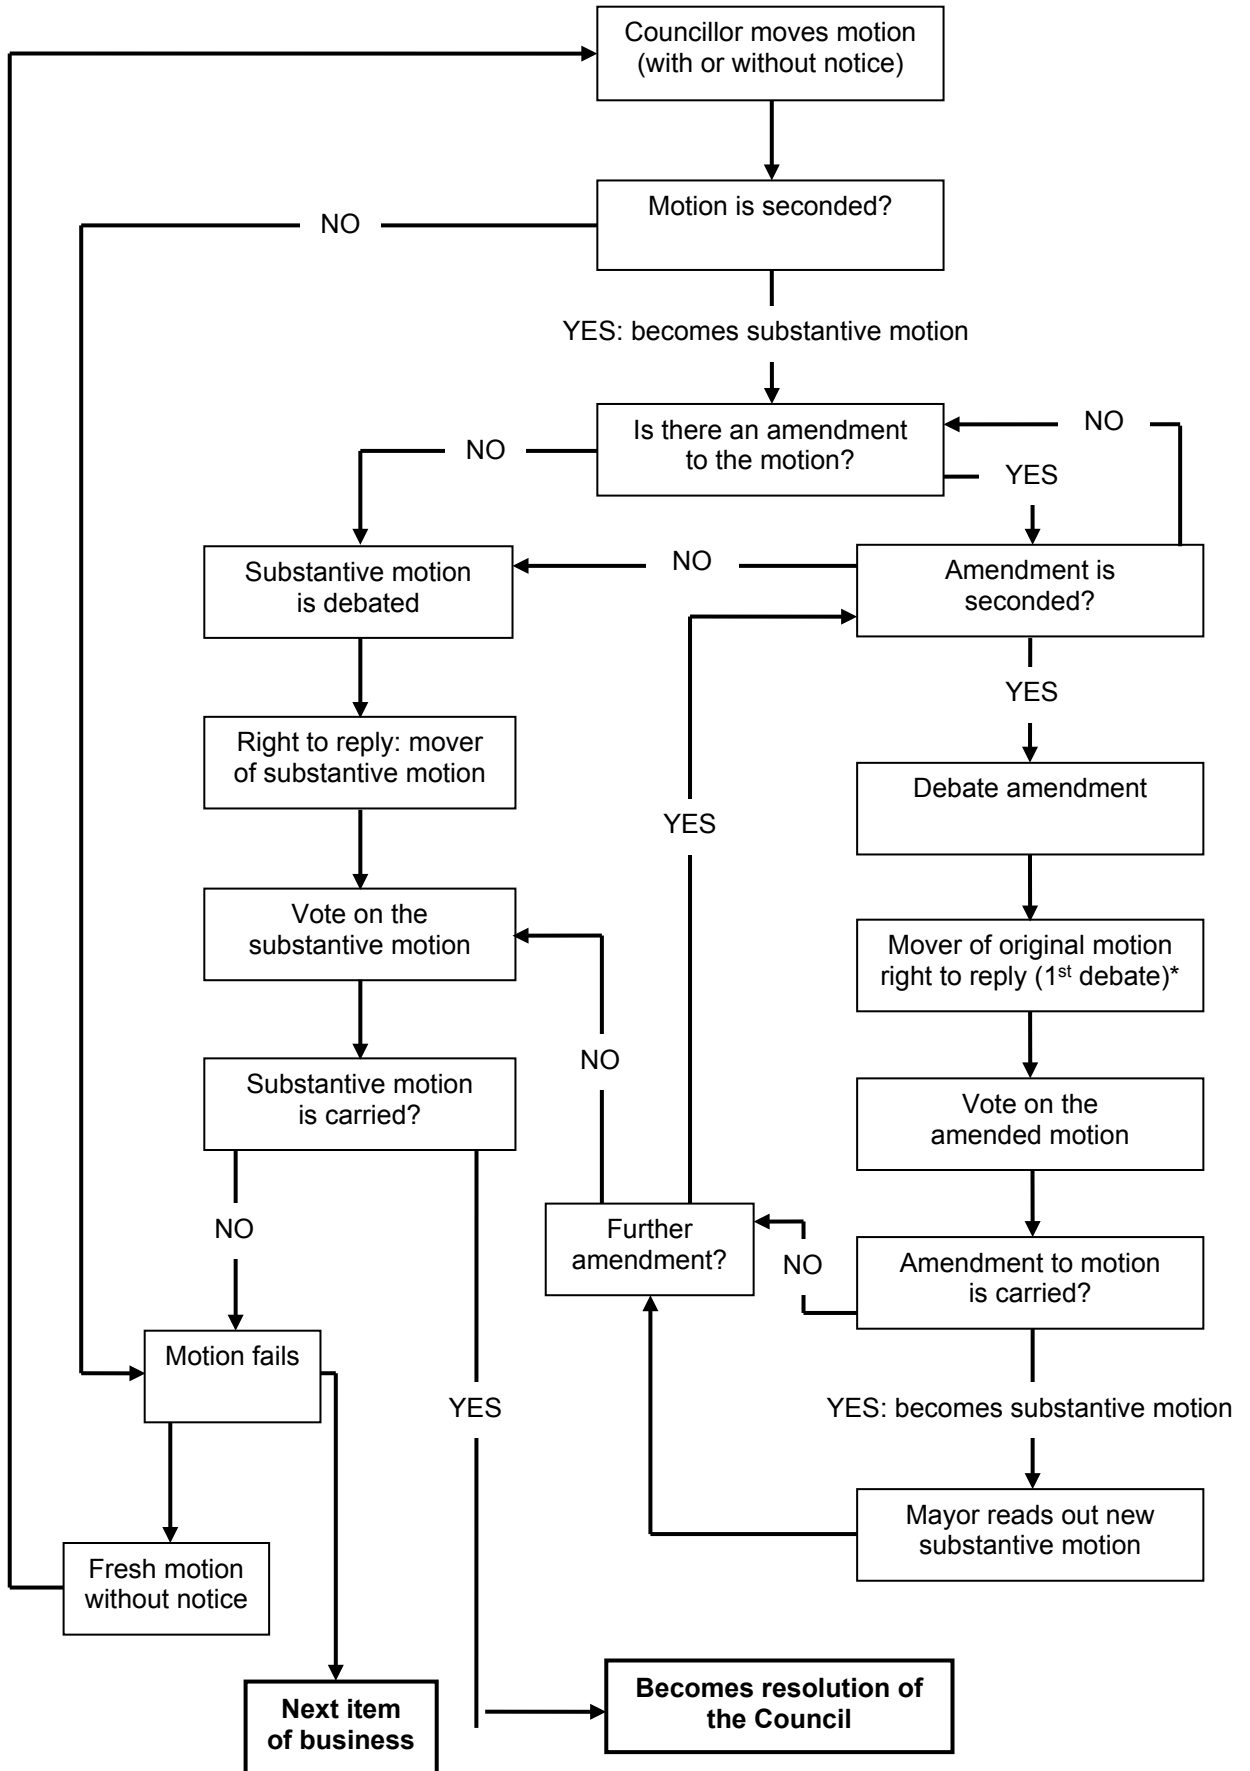 Councillor moves motion
(with or without notice)
Motion is seconded?
NO
YES: becomes substantive motion
Is there an amendment
to the motion?
NO
NO
YES
Substantive motion
is debated
NO
Amendment is
seconded?
YES
Right to reply: mover
of substantive motion
Debate amendment
YES
Vote on the
substantive motion
Mover of original motion
right to reply (1st debate)*
NO
Substantive motion
is carried?
Vote on the
amended motion
NO
Further
amendment?
NO
Amendment to motion
is carried?
Motion fails
YES
YES: becomes substantive motion
Mayor reads out new
substantive motion
Fresh motion
without notice
Next item
of business
Becomes resolution of
the Council